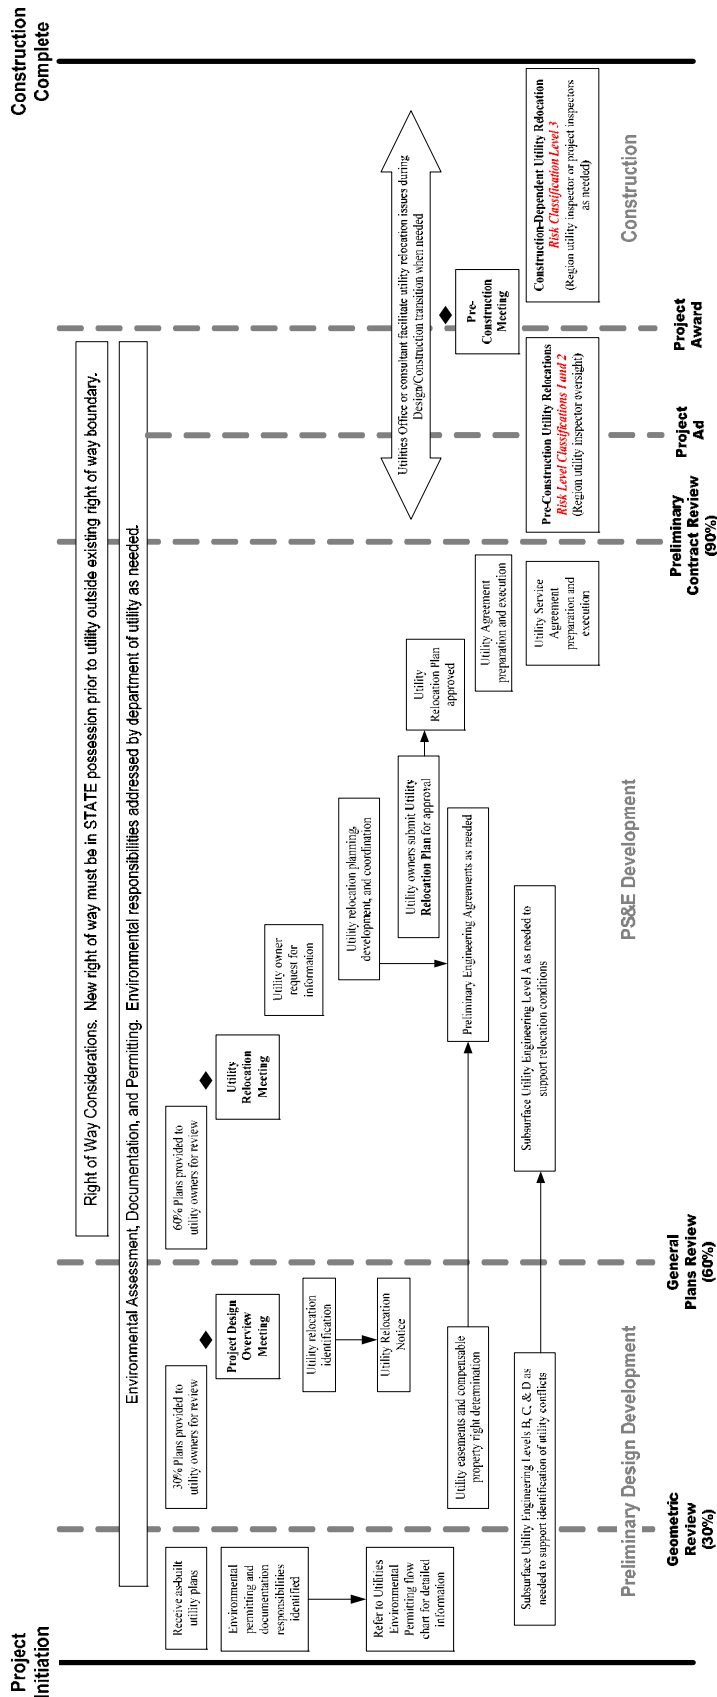 Project
Initiation
Construction
Complete
Right of Way Considerations.  New right of way must be in STATE possession prior to utility outside existing right of way boundary.
Environmental Assessment, Documentation, and Permitting.  Environmental responsibilities addressed by department of utility as needed.
Receive as-built
utility plans
Environmental
permitting and
documentation
responsibilities
identified
Refer to Utilities
Environmental
Permitting flow
chart for detailed
information
30% Plans provided to
utility owners for review
Project Design
Overview
Meeting
Utility relocation
identification
Utility Relocation
Notice
Utility easements and compensable
property right determination
Subsurface Utility Engineering Levels B, C, & D as
needed to support identification of utility conflicts
60% Plans provided to
utility owners for review
Utility
Relocation
Meeting
Utility owner
request for
information
Utility relocation planning,
development, and coordination
Utility owners submit Utility
Relocation Plan for approval
Utility
Relocation Plan
approved
Preliminary Engineering Agreements as needed
Subsurface Utility Engineering Level A as needed to
support relocation conditions
Utility Agreement
preparation and execution
Utility Service
Agreement
preparation and
execution
Utilities Office or consultant facilitate utility relocation issues during
Design/Construction transition when needed
Pre-
Construction
Meeting
Pre-Construction Utility Relocations
Risk Level Classifications 1 and 2
(Region utility inspector oversight)
Construction-Dependent Utility Relocation
Risk Classification Level 3
(Region utility inspector or project inspectors
as needed)
Preliminary Design Development
PS&E Development
Construction
Geometric
Review
(30%)
General
Plans Review
(60%)
Preliminary
Contract Review
(90%)
Project
Ad
Project
Award